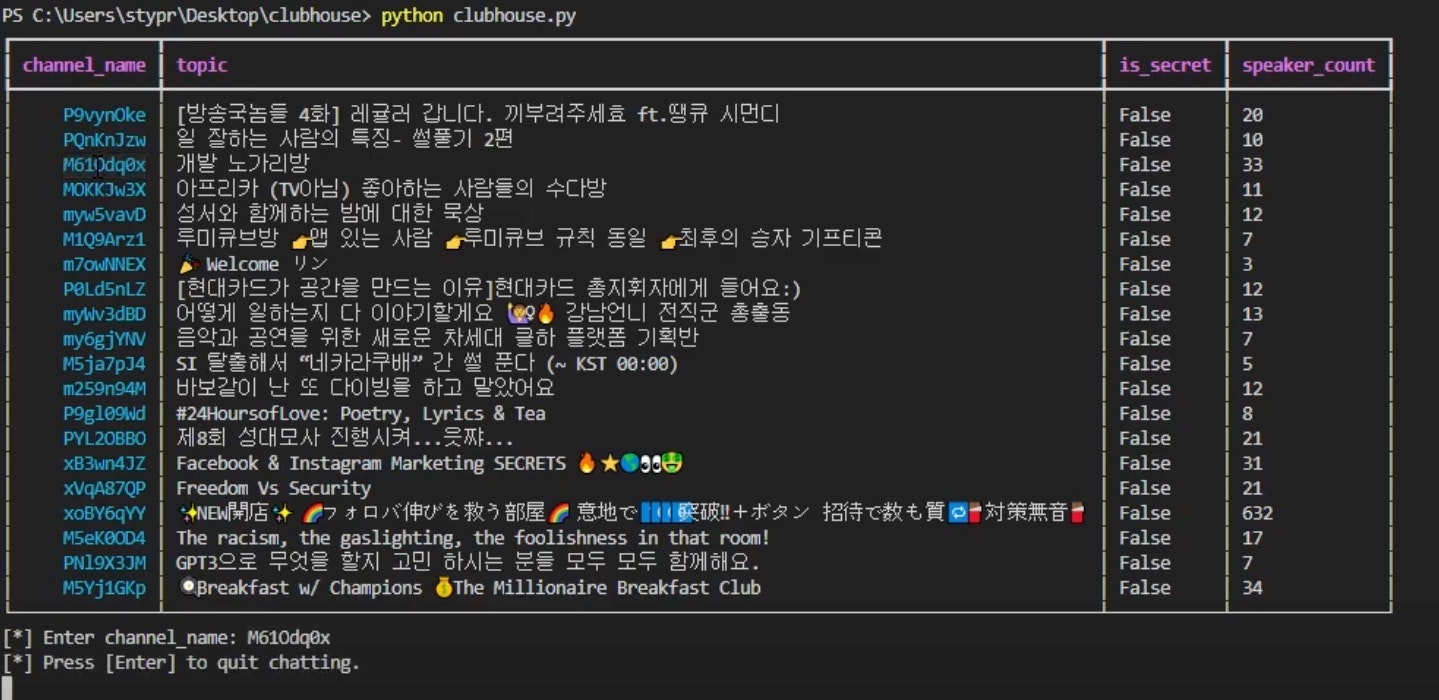 PS C:\Users\stypr\Desktop\clubhouse> python clubhouse.py
channel_name topic is_secret speaker_count
P9vynOke [방송국놈들 4화] 레귤러 갑니다. 끼부려주세효 ft.땡큐 시먼디 False 20
PQnKnJzw 일 잘하는 사람의 특징- 썰풀기 2편 False 10
M61Odq0x 개발 노가리방 False 33
MOKKJw3X 아프리카 (TV아님) 좋아하는 사람들의 수다방 False 11
myw5vavD 성서와 함께하는 밤에 대한 묵상 False 12
M1Q9Arz1 루미큐브방 👉맵 있는 사람 👉루미큐브 규칙 동일 👉최후의 승자 기프티콘 False 7
m7owNNEX 🎉 Welcome リン False 3
P0Ld5nLZ [현대카드가 공간을 만드는 이유]현대카드 총지휘자에게 들어요:) False 12
myWv3dBD 어떻게 일하는지 다 이야기할게요 🙋🔥 강남언니 전직군 총출동 False 13
my6gjYNV 음악과 공연을 위한 새로운 차세대 클하 플랫폼 기획반 False 7
M5ja7pJ4 SI 탈출해서 “네카라쿠배” 간 썰 푼다 (~ KST 00:00) False 5
m259n94M 바보같이 난 또 다이빙을 하고 말았어요 False 12
P9gl09Wd #24HoursofLove: Poetry, Lyrics & Tea False 8
PYL2OBBO 제8회 성대모사 진행시켜...읏쨔... False 21
xB3wn4JZ Facebook & Instagram Marketing SECRETS 🔥⭐🌎👀🤑 False 31
xVqA87QP Freedom Vs Security False 21
xoBY6qYY ✨NEW開店✨ 🌈フォロバ伸びを救う部屋🌈 意地で突破‼＋ボタン 招待で数も質🔁対策無音 False 632
M5eK0OD4 The racism, the gaslighting, the foolishness in that room! False 17
PNl9X3JM GPT3으로 무엇을 할지 고민 하시는 분들 모두 모두 함께해요. False 7
M5Yj1GKp 🍳Breakfast w/ Champions 💰The Millionaire Breakfast Club False 34
[*] Enter channel_name: M61Odq0x
[*] Press [Enter] to quit chatting.